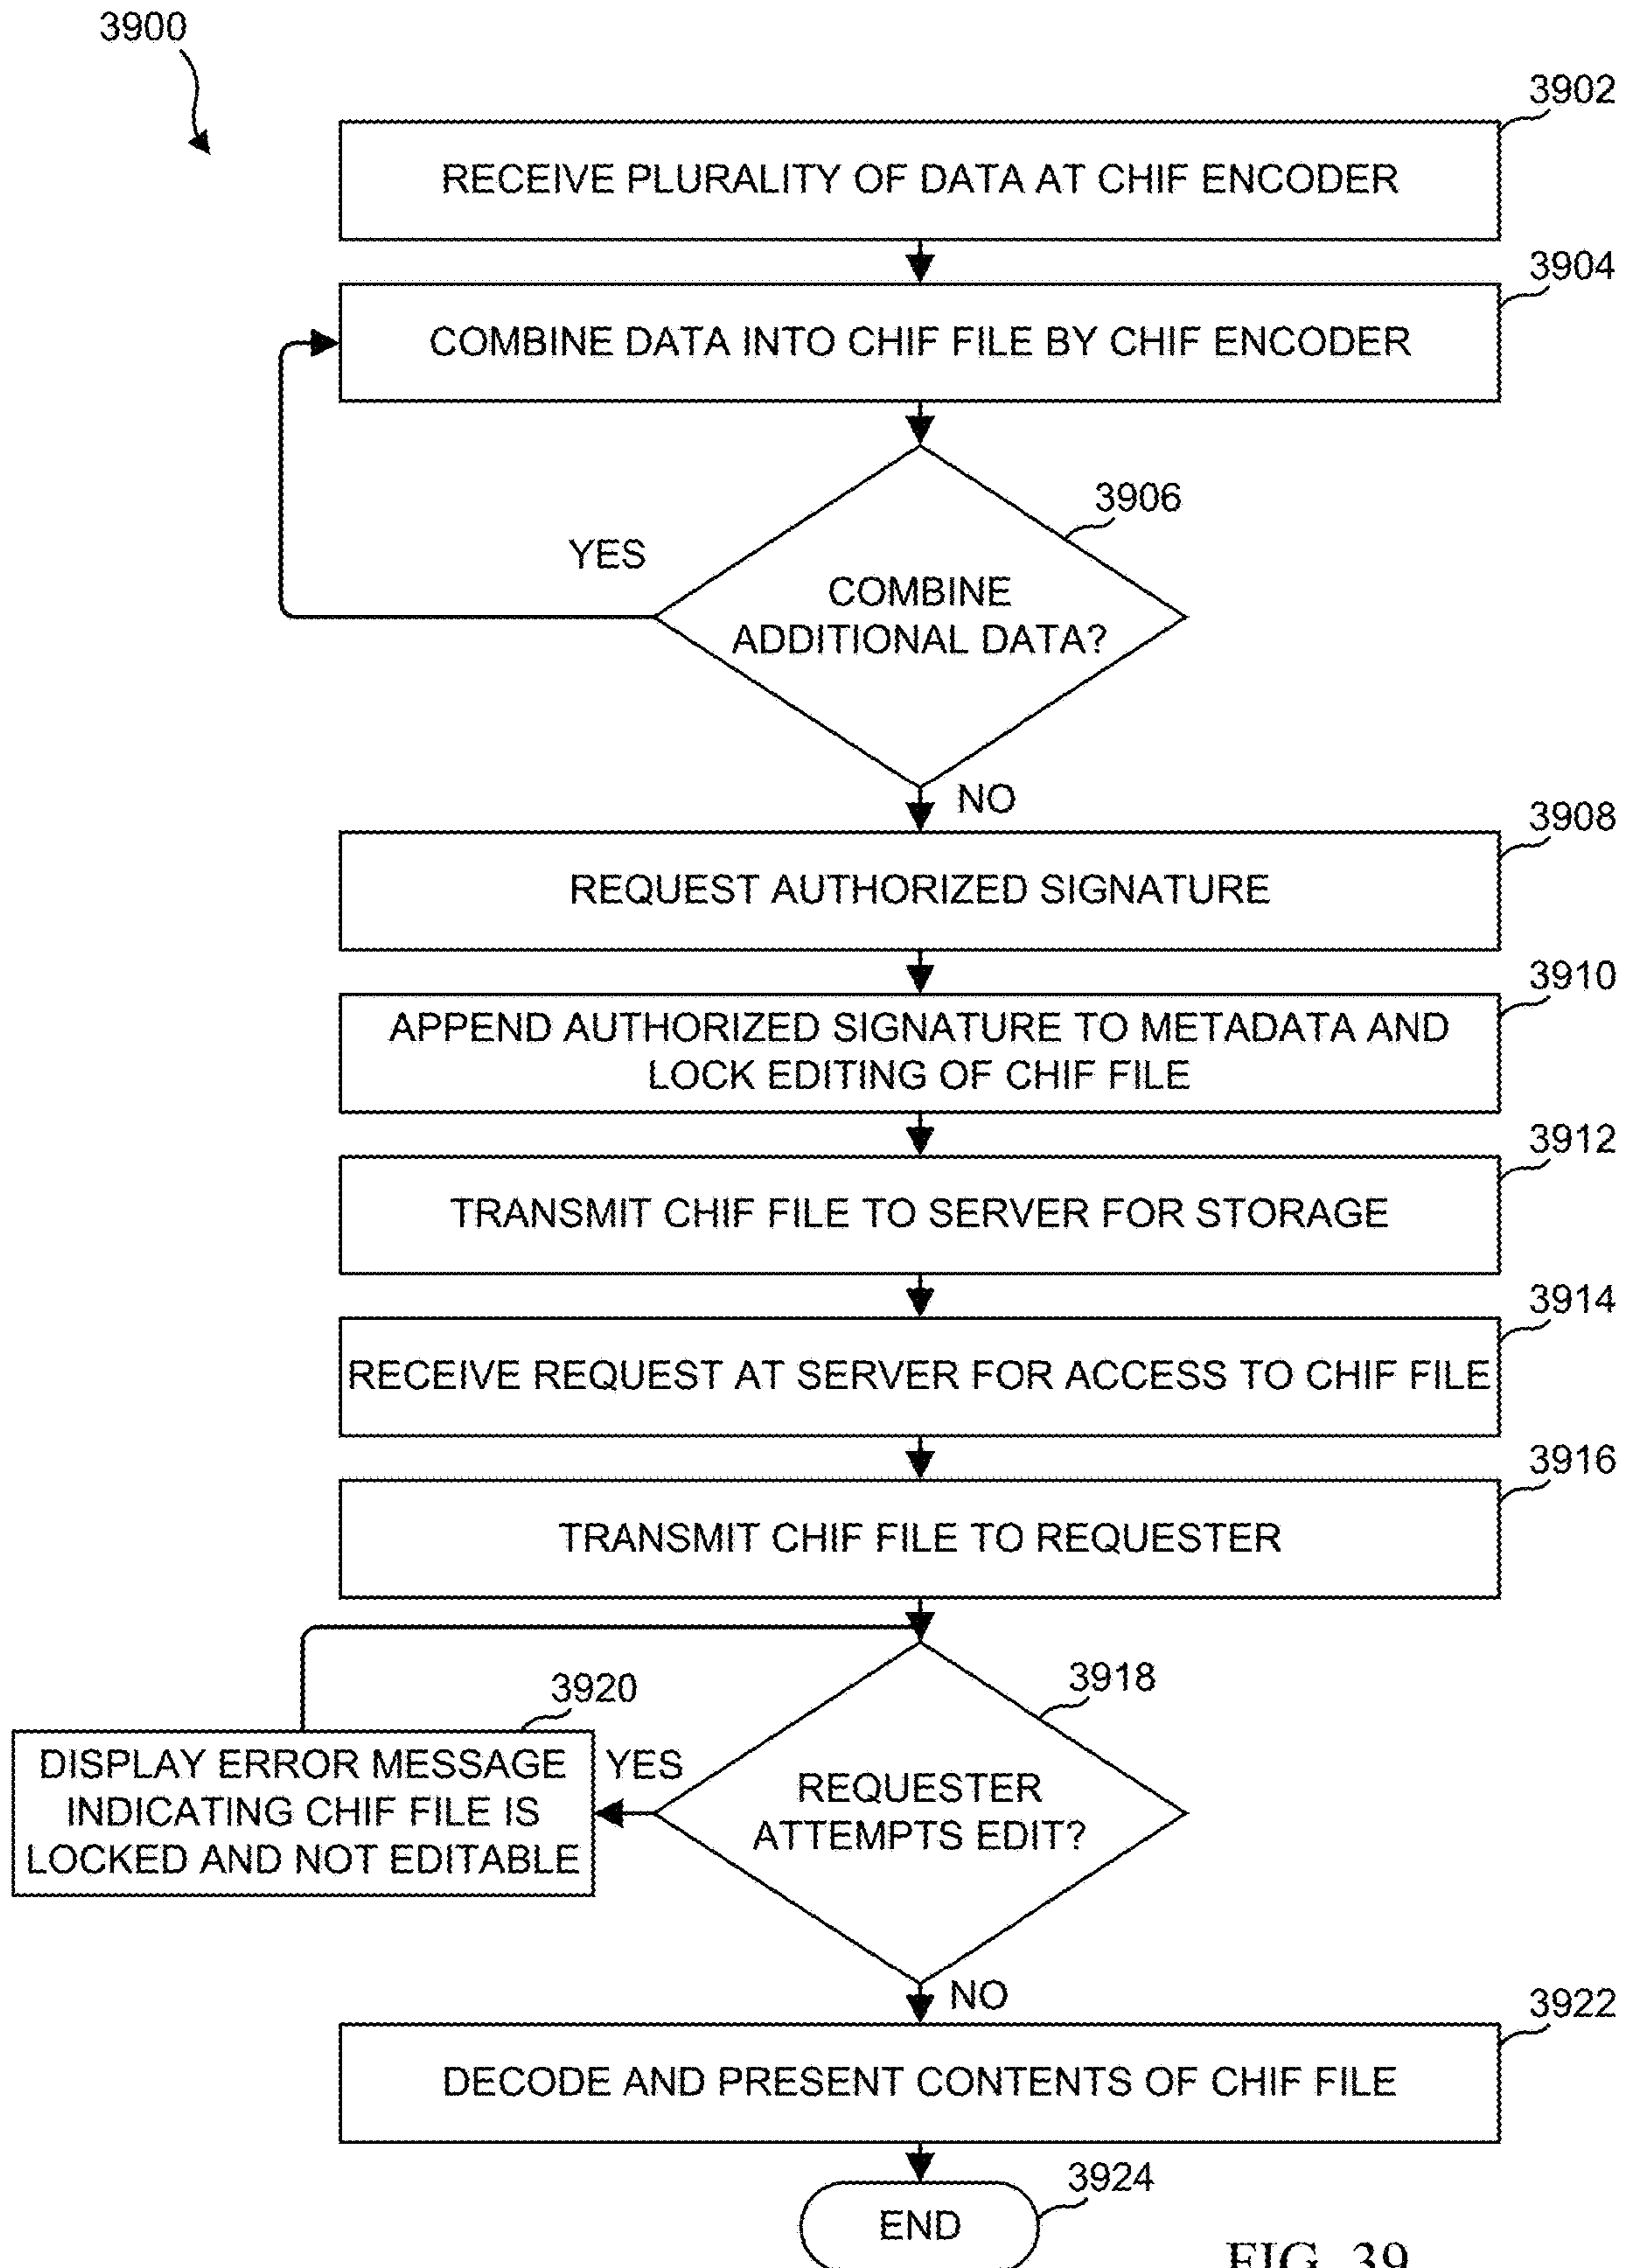 3900
3902
RECEIVE PLURALITY OF DATA AT CHIF ENCODER
3904
COMBINE DATA INTO CHIF FILE BY CHIF ENCODER
3906
YES
COMBINE
ADDITIONAL DATA?
NO
3908
REQUEST AUTHORIZED SIGNATURE
3910
APPEND AUTHORIZED SIGNATURE TO METADATA AND
LOCK EDITING OF CHIF FILE
3912
TRANSMIT CHIF FILE TO SERVER FOR STORAGE
3914
RECEIVE REQUEST AT SERVER FOR ACCESS TO CHIF FILE
3916
TRANSMIT CHIF FILE TO REQUESTER
3918
3920
DISPLAY ERROR MESSAGE
INDICATING CHIF FILE IS
LOCKED AND NOT EDITABLE
YES
REQUESTER
ATTEMPTS EDIT?
NO
3922
DECODE AND PRESENT CONTENTS OF CHIF FILE
3924
END
FIG. 39